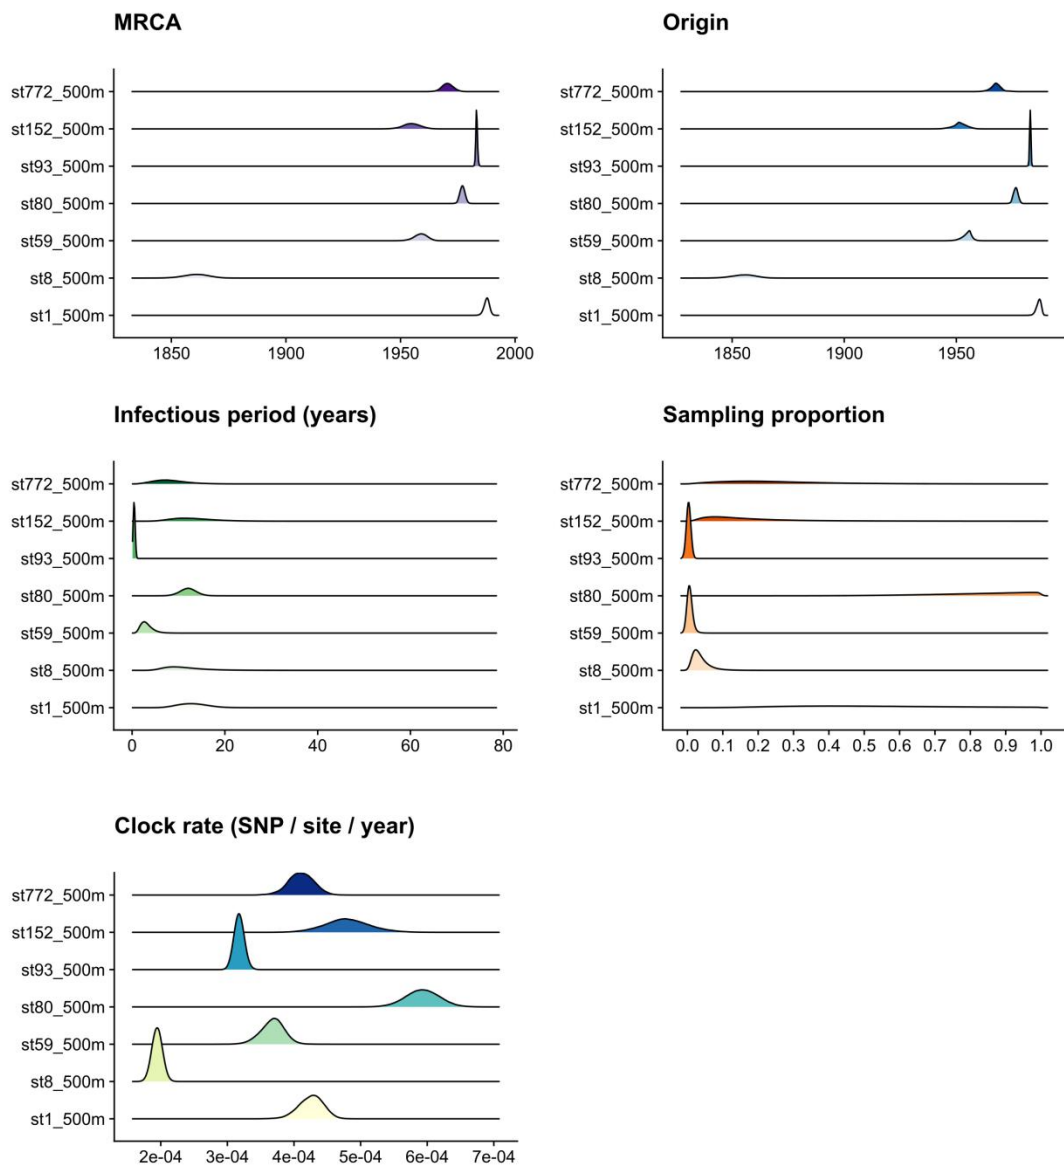 MRCA
st772_500m
st152_500m
st93_500m
st80_500m
st59_500m
st8_500m
st1_500m
1850 1900 1950 2000
Origin
st772_500m
st152_500m
st93_500m
st80_500m
st59_500m
st8_500m
st1_500m
1850 1900 1950
Infectious period (years)
st772_500m
st152_500m
st93_500m
st80_500m
st59_500m
st8_500m
st1_500m
0 20 40 60 80
Sampling proportion
st772_500m
st152_500m
st93_500m
st80_500m
st59_500m
st8_500m
st1_500m
0.0 0.1 0.2 0.3 0.4 0.5 0.6 0.7 0.8 0.9 1.0
Clock rate (SNP / site / year)
st772_500m
st152_500m
st93_500m
st80_500m
st59_500m
st8_500m
st1_500m
2e-04 3e-04 4e-04 5e-04 6e-04 7e-04